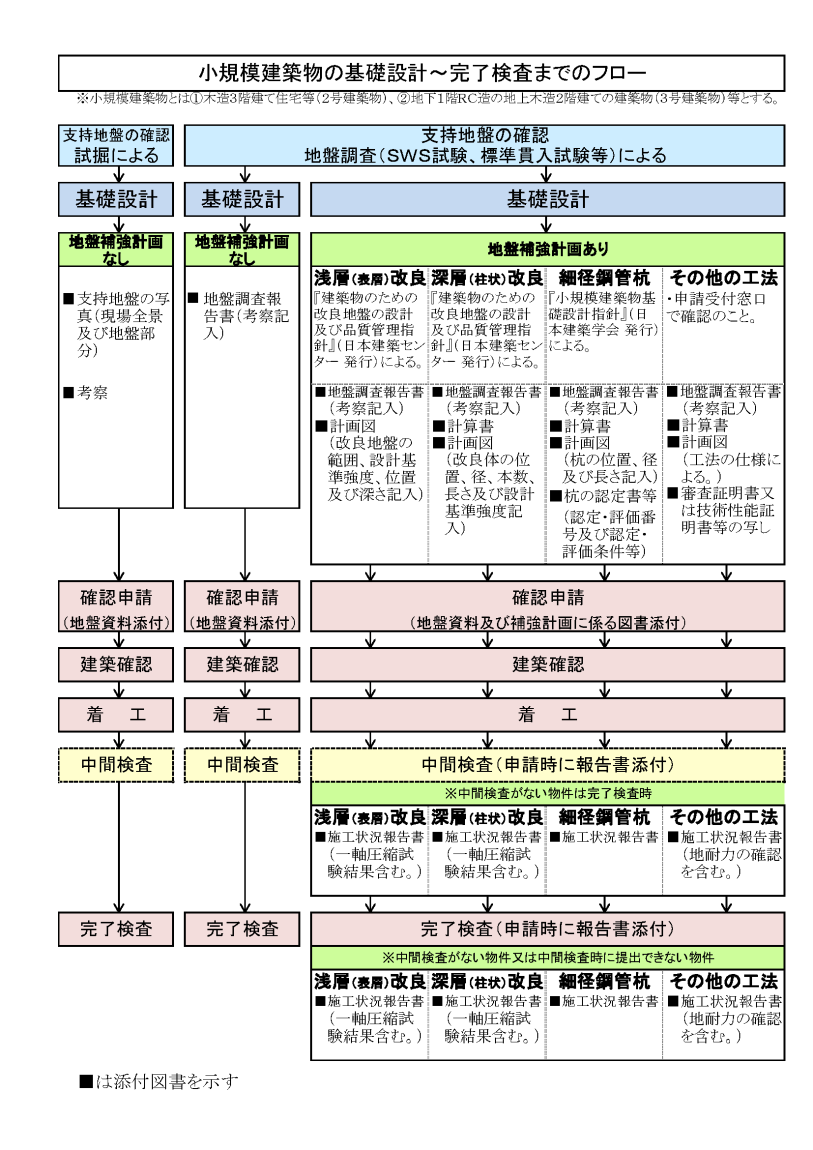 小規模建築物の基礎設計～完了検査までのフロー
※小規模建築物とは①木造3階建て住宅等(2号建築物)、②地下1階RC造の地上木造2階建ての建築物(3号建築物)等とする。
支持地盤の確認
試掘による
支持地盤の確認
地盤調査(SWS試験、標準貫入試験等)による
基礎設計
基礎設計
基礎設計
地盤補強計画
なし
地盤補強計画
なし
地盤補強計画あり
■支持地盤の写
真(現場全景
及び地盤部
分)
■考察
■ 地盤調査報
告書(考察記
入)
浅層(表層)改良
『建築物のための
改良地盤の設計
及び品質管理指
針』(日本建築セン
ター 発行)による。
深層(柱状)改良
『建築物のための
改良地盤の設計
及び品質管理指
針』(日本建築セン
ター 発行)による。
細径鋼管杭
『小規模建築物基
礎設計指針』(日
本建築学会 発行)
による。
その他の工法
・申請受付窓口
で確認のこと。
■地盤調査報告書
(考察記入)
■計画図
(改良地盤の
範囲、設計基
準強度、位置
及び深さ記入)
■地盤調査報告書
(考察記入)
■計算書
■計画図
(改良体の位
置、径、本数、
長さ及び設計
基準強度記
入)
■地盤調査報告書
(考察記入)
■計算書
■計画図
(杭の位置、径
及び長さ記入)
■杭の認定書等
(認定・評価番
号及び認定・
評価条件等)
■地盤調査報告書
(考察記入)
■計算書
■計画図
(工法の仕様に
よる。)
■審査証明書又
は技術性能証
明書等の写し
確認申請
(地盤資料添付)
確認申請
(地盤資料添付)
確認申請
(地盤資料及び補強計画に係る図書添付)
建築確認
建築確認
建築確認
着 工
着 工
着 工
中間検査
中間検査
中間検査(申請時に報告書添付)
※中間検査がない物件は完了検査時
浅層(表層)改良
■施工状況報告書
(一軸圧縮試
験結果含む。)
深層(柱状)改良
■施工状況報告書
(一軸圧縮試
験結果含む。)
細径鋼管杭
■施工状況報告書
その他の工法
■施工状況報告書
(地耐力の確認
を含む。)
完了検査
完了検査
完了検査(申請時に報告書添付)
※中間検査がない物件又は中間検査時に提出できない物件
浅層(表層)改良
■施工状況報告書
(一軸圧縮試
験結果含む。)
深層(柱状)改良
■施工状況報告書
(一軸圧縮試
験結果含む。)
細径鋼管杭
■施工状況報告書
その他の工法
■施工状況報告書
(地耐力の確認
を含む。)
■は添付図書を示す